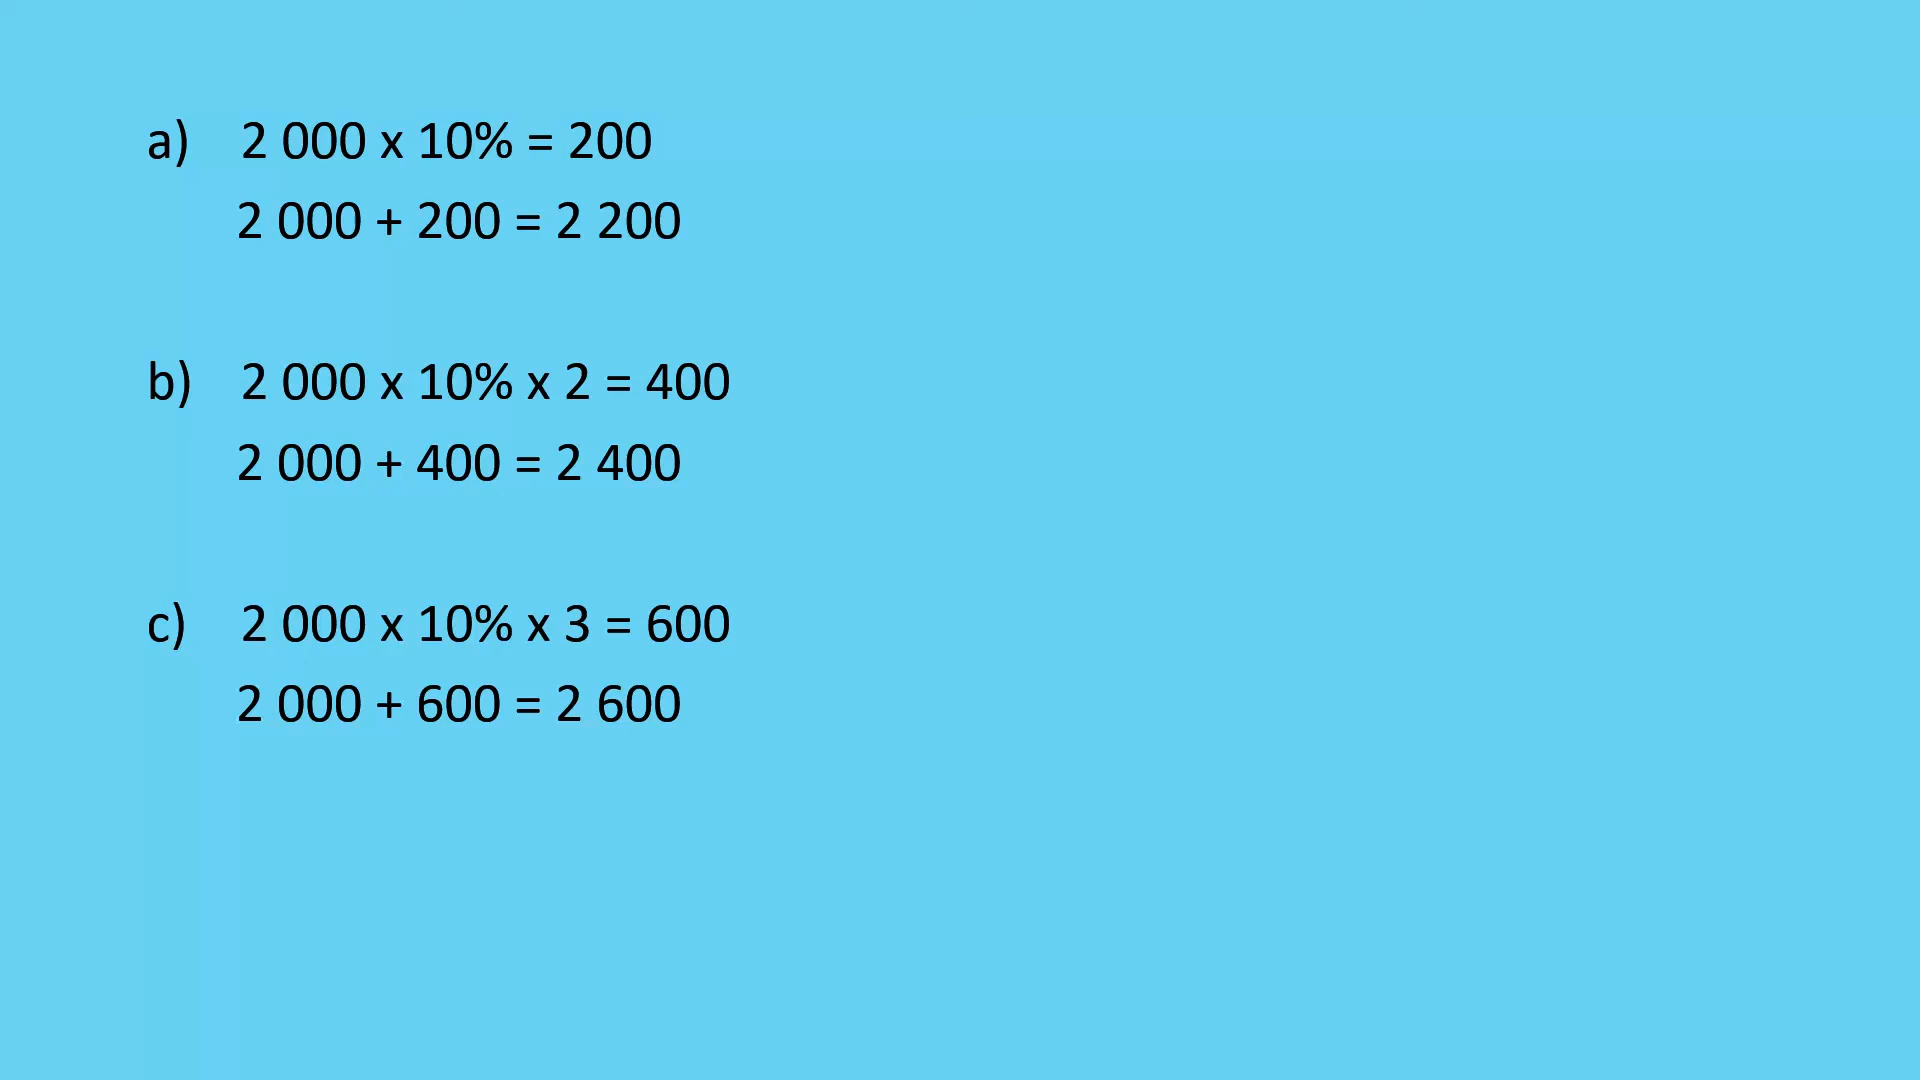 a) 2 000 x 10% = 200
2 000 + 200 = 2 200
b) 2 000 x 10% x 2 = 400
2 000 + 400 = 2 400
c) 2 000 x 10% x 3 = 600
2 000 + 600 = 2 600